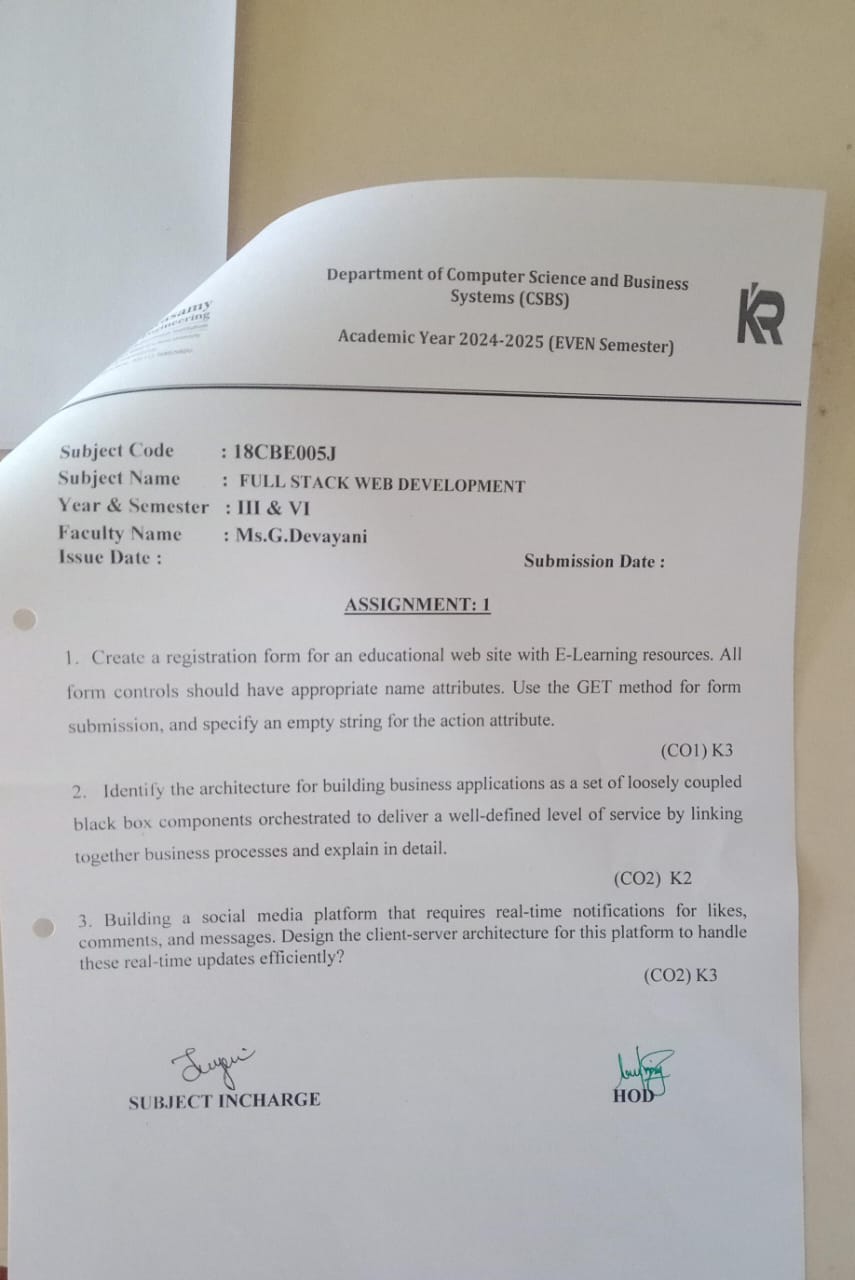 Department of Computer Science and Business
Systems (CSBS)
Academic Year 2024-2025 (EVEN Semester)
KR
Subject Code : 18CBE005J
Subject Name : FULL STACK WEB DEVELOPMENT
Year & Semester : III & VI
Faculty Name : Ms.G.Devayani
Issue Date :
Submission Date :
ASSIGNMENT: 1
1. Create a registration form for an educational web site with E-Learning resources. All
form controls should have appropriate name attributes. Use the GET method for form
submission, and specify an empty string for the action attribute.
(CO1) K3
2. Identify the architecture for building business applications as a set of loosely coupled
black box components orchestrated to deliver a well-defined level of service by linking
together business processes and explain in detail.
(CO2) K2
3. Building a social media platform that requires real-time notifications for likes,
comments, and messages. Design the client-server architecture for this platform to handle
these real-time updates efficiently?
(CO2) K3
SUBJECT INCHARGE
HOD